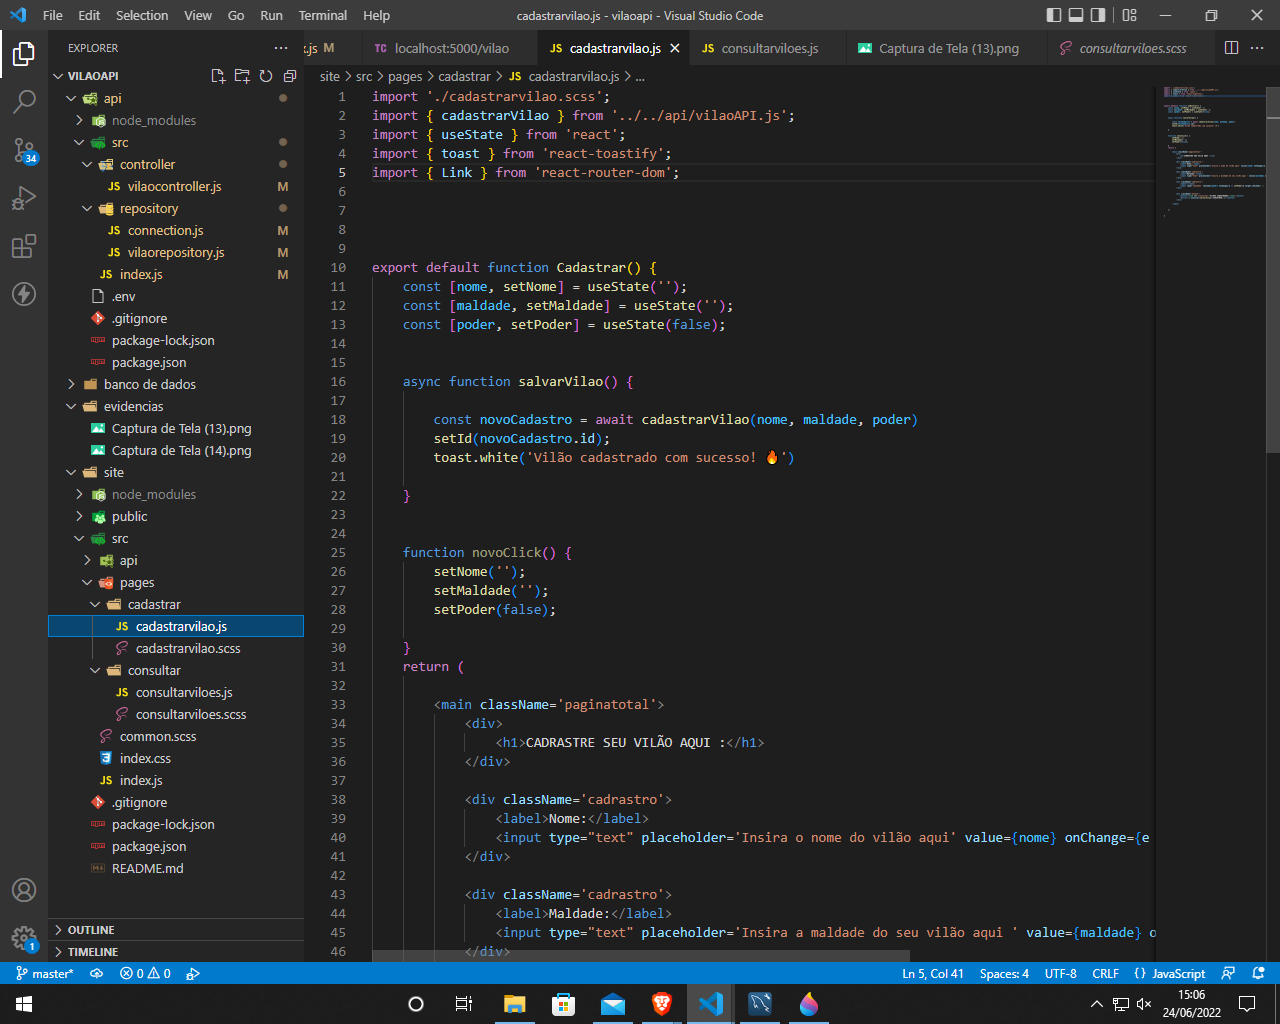 File Edit Selection View Go Run Terminal Help cadastrarvilao.js - vilaoapi - Visual Studio Code
EXPLORER ···
x.js M TC localhost:5000/vilao JS cadastrarvilao.js JS consultarviloes.js Captura de Tela (13).png consultarviloes.scss ···
site > src > pages > cadastrar > JS cadastrarvilao.js > ...
VILAOAPI
api
node_modules
src
controller
JS vilaocontroller.js M
repository
JS connection.js M
JS vilaorepository.js M
JS index.js M
.env
.gitignore
package-lock.json
package.json
banco de dados
evidencias
Captura de Tela (13).png
Captura de Tela (14).png
site
node_modules
public
src
api
pages
cadastrar
JS cadastrarvilao.js
cadastrarvilao.scss
consultar
JS consultarviloes.js
consultarviloes.scss
common.scss
index.css
JS index.js
.gitignore
package-lock.json
package.json
README.md
OUTLINE
TIMELINE
34
1
1 import './cadastrarvilao.scss';
2 import { cadastrarVilao } from '../../api/vilaoAPI.js';
3 import { useState } from 'react';
4 import { toast } from 'react-toastify';
5 import { Link } from 'react-router-dom';
6
7
8
9
10 export default function Cadastrar() {
11 const [nome, setNome] = useState('');
12 const [maldade, setMaldade] = useState('');
13 const [poder, setPoder] = useState(false);
14
15
16 async function salvarVilao() {
17
18 const novoCadastro = await cadastrarVilao(nome, maldade, poder)
19 setId(novoCadastro.id);
20 toast.white('Vilão cadastrado com sucesso! 🔥')
21
22 }
23
24
25 function novoClick() {
26 setNome('');
27 setMaldade('');
28 setPoder(false);
29
30 }
31 return (
32
33 <main className='paginatotal'>
34 <div>
35 <h1>CADRASTRE SEU VILÃO AQUI :</h1>
36 </div>
37
38 <div className='cadrastro'>
39 <label>Nome:</label>
40 <input type="text" placeholder='Insira o nome do vilão aqui' value={nome} onChange={e
41 </div>
42
43 <div className='cadrastro'>
44 <label>Maldade:</label>
45 <input type="text" placeholder='Insira a maldade do seu vilão aqui ' value={maldade} o
46 </div>
master* 0 0 Ln 5, Col 41 Spaces: 4 UTF-8 CRLF {} JavaScript
15:06
24/06/2022